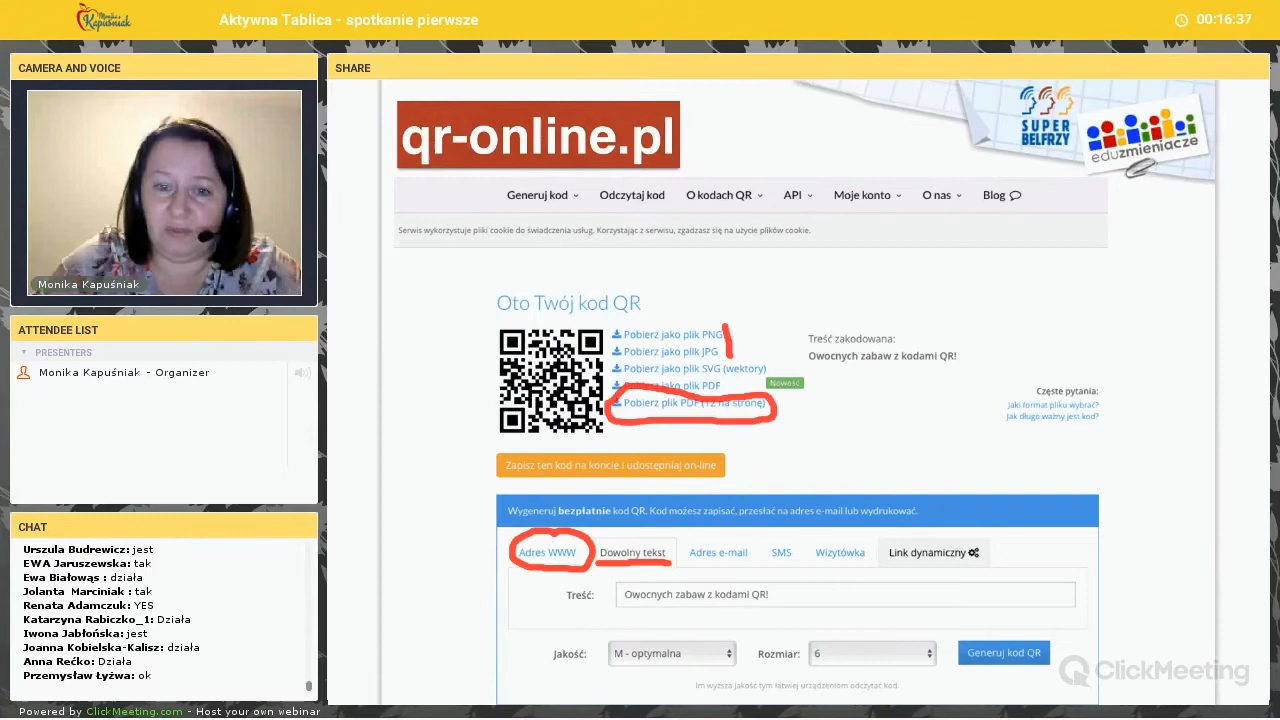 Monika Kapuśniak
Aktywna Tablica - spotkanie pierwsze
00:16:37
CAMERA AND VOICE
Monika Kapuśniak
ATTENDEE LIST
PRESENTERS
Monika Kapuśniak - Organizer
CHAT
Urszula Budrewicz: jest
EWA Jaruszewska: tak
Ewa Białowąs : działa
Jolanta Marciniak : tak
Renata Adamczuk: YES
Katarzyna Rabiczko_1: Działa
Iwona Jabłońska: jest
Joanna Kobielska-Kalisz: działa
Anna Rećko: Działa
Przemysław Łyżwa: ok
Powered by ClickMeeting.com - Host your own webinar
SHARE
qr-online.pl
SUPER
BELFRZY
eduzmieniacze
Generuj kod Odczytaj kod O kodach QR API Moje konto O nas Blog
Serwis wykorzystuje pliki cookie do świadczenia usług. Korzystając z serwisu, zgadzasz się na użycie plików cookie.
Oto Twój kod QR
Pobierz jako plik PNG
Pobierz jako plik JPG
Pobierz jako plik SVG (wektory)
Pobierz jako plik PDF
Nowość
Pobierz plik PDF (12 na stronę)
Treść zakodowana:
Owocnych zabaw z kodami QR!
Częste pytania:
Jaki format pliku wybrać?
Jak długo ważny jest kod?
Zapisz ten kod na koncie i udostępniaj on-line
Wygeneruj bezpłatnie kod QR. Kod możesz zapisać, przesłać na adres e-mail lub wydrukować.
Adres WWW Dowolny tekst Adres e-mail SMS Wizytówka Link dynamiczny
Treść: Owocnych zabaw z kodami QR!
Jakość: M - optymalna Rozmiar: 6 Generuj kod QR
Im wyższa jakość tym łatwiej urządzeniom odczytać kod.
ClickMeeting